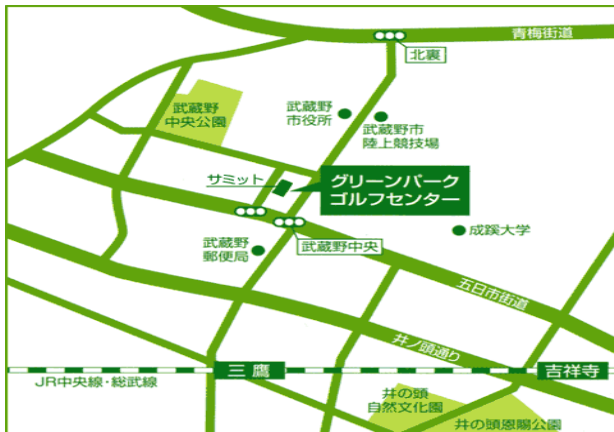 青梅街道
北裏
武蔵野
中央公園
武蔵野
市役所
武蔵野市
陸上競技場
サミット
グリーンパーク
ゴルフセンター
成蹊大学
武蔵野
郵便局
武蔵野中央
五日市街道
井ノ頭通り
三鷹
吉祥寺
JR中央線・総武線
井の頭
自然文化園
井の頭恩賜公園